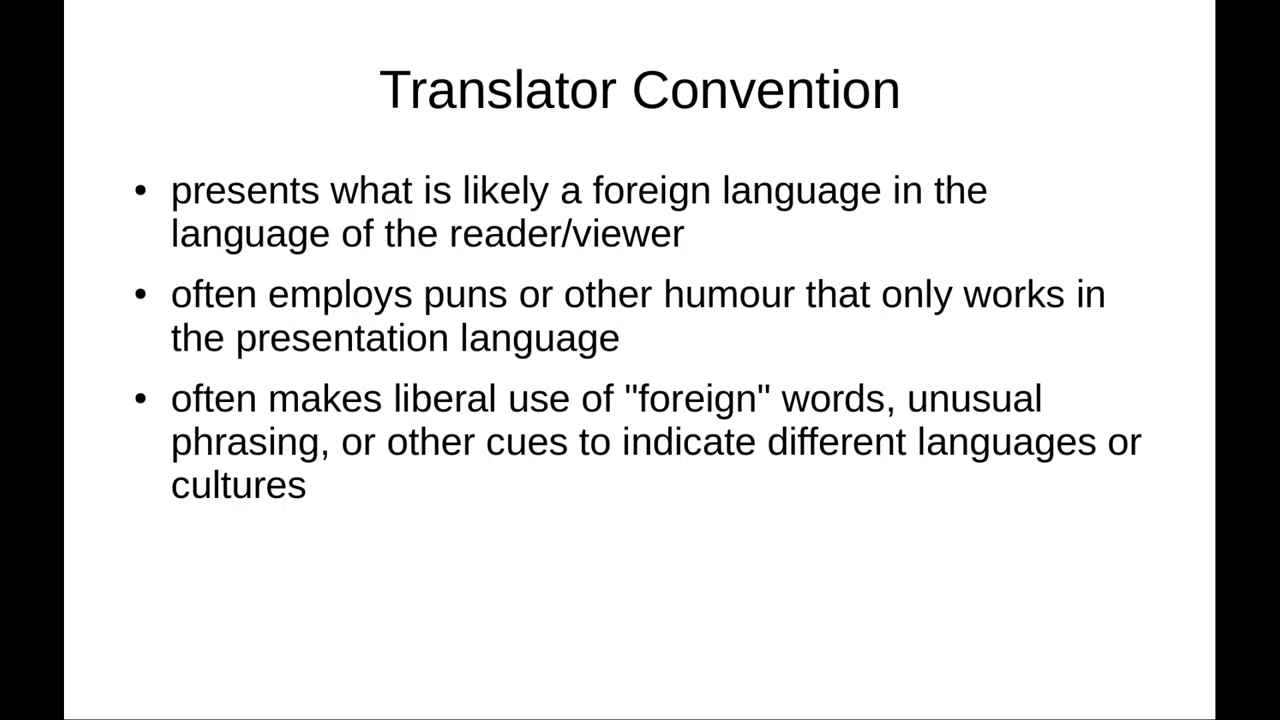 Translator Convention
• presents what is likely a foreign language in the
language of the reader/viewer
• often employs puns or other humour that only works in
the presentation language
• often makes liberal use of "foreign" words, unusual
phrasing, or other cues to indicate different languages or
cultures